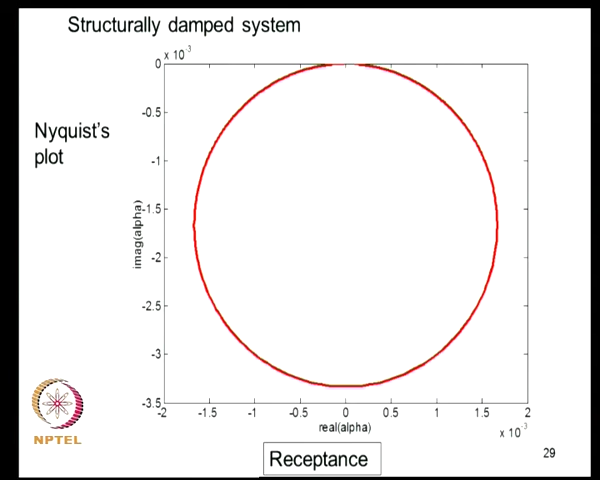 Structurally damped system
Nyquist's
plot
x 10-3
0
-0.5
-1
-1.5
-2
-2.5
-3
-3.5
imag(alpha)
-2 -1.5 -1 -0.5 0 0.5 1 1.5 2
real(alpha)
x 10-3
NPTEL
Receptance
29